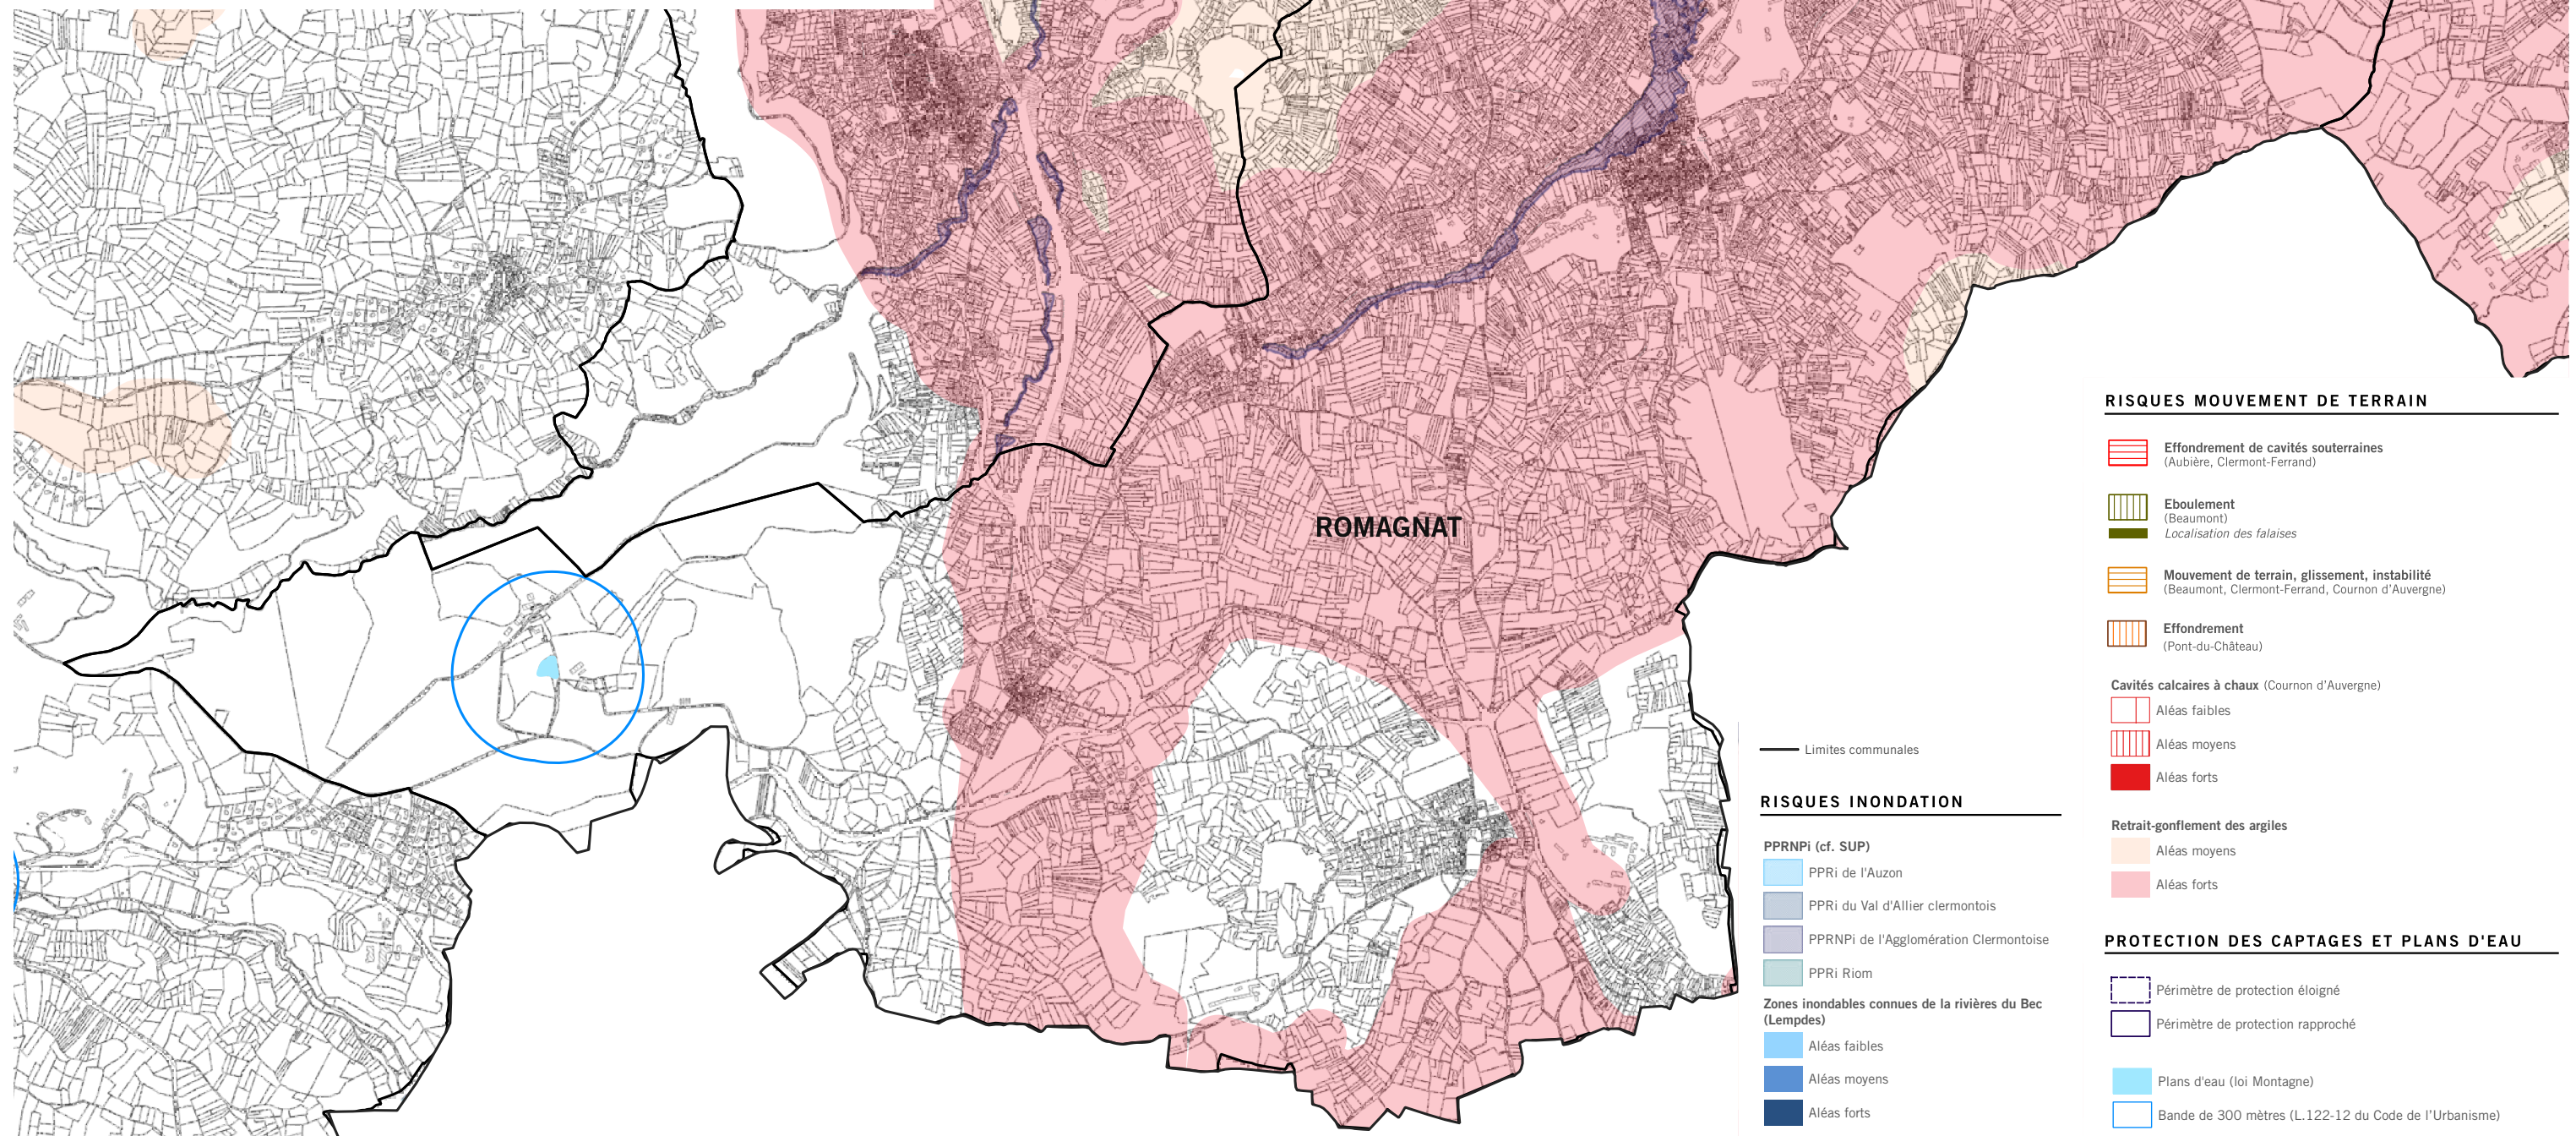 ROMAGNAT
Limites communales
RISQUES INONDATION
PPRNPi (cf. SUP)
PPRi de l'Auzon
PPRi du Val d'Allier clermontois
PPRNPi de l'Agglomération Clermontoise
PPRi Riom
Zones inondables connues de la rivières du Bec
(Lempdes)
Aléas faibles
Aléas moyens
Aléas forts
RISQUES MOUVEMENT DE TERRAIN
Effondrement de cavités souterraines
(Aubière, Clermont-Ferrand)
Eboulement
(Beaumont)
Localisation des falaises
Mouvement de terrain, glissement, instabilité
(Beaumont, Clermont-Ferrand, Cournon d'Auvergne)
Effondrement
(Pont-du-Château)
Cavités calcaires à chaux (Cournon d'Auvergne)
Aléas faibles
Aléas moyens
Aléas forts
Retrait-gonflement des argiles
Aléas moyens
Aléas forts
PROTECTION DES CAPTAGES ET PLANS D'EAU
Périmètre de protection éloigné
Périmètre de protection rapproché
Plans d'eau (loi Montagne)
Bande de 300 mètres (L.122-12 du Code de l'Urbanisme)